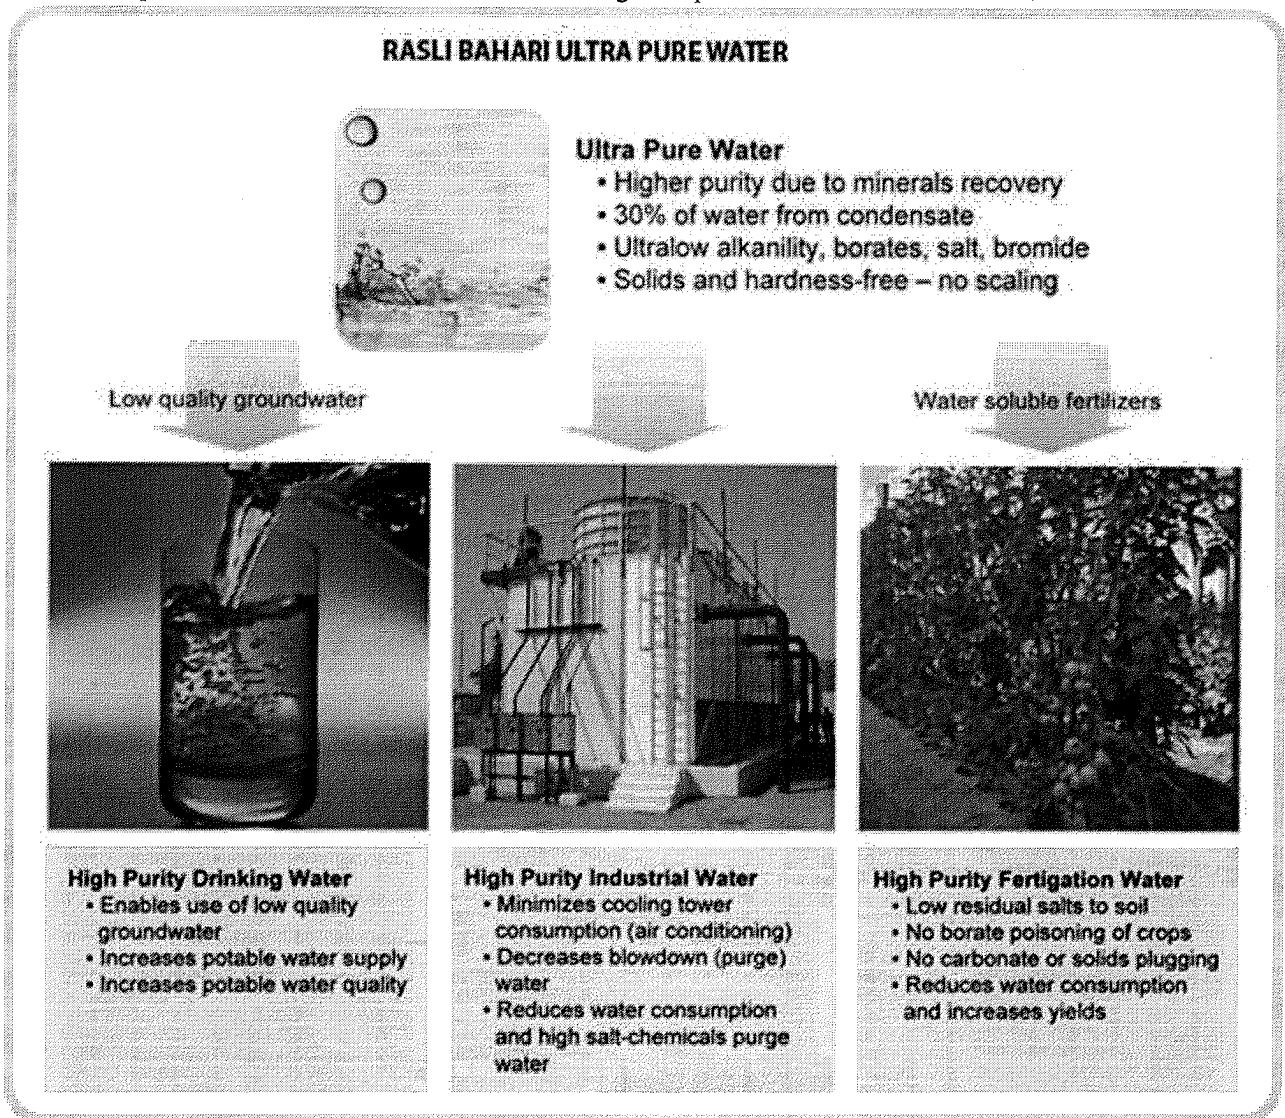 RASLI BAHARI ULTRA PURE WATER
Ultra Pure Water
• Higher purity due to minerals recovery
• 30% of water from condensate
• Ultralow alkanility, borates, salt, bromide
• Solids and hardness-free – no scaling
Low quality groundwater
Water soluble fertilizers
High Purity Drinking Water
• Enables use of low quality
groundwater
• Increases potable water supply
• Increases potable water quality
High Purity Industrial Water
• Minimizes cooling tower
consumption (air conditioning)
• Decreases blowdown (purge)
water
• Reduces water consumption
and high salt-chemicals purge
water
High Purity Fertigation Water
• Low residual salts to soil
• No borate poisoning of crops
• No carbonate or solids plugging
• Reduces water consumption
and increases yields